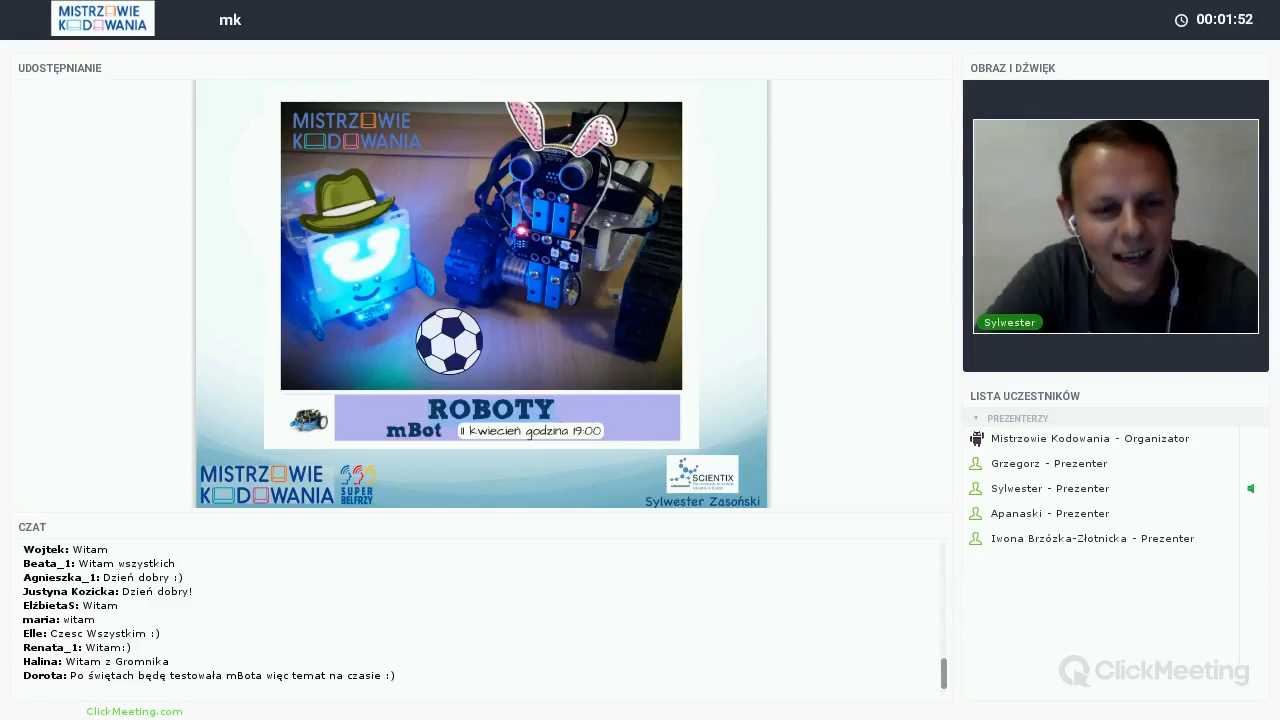 MISTRZOWIE
KODOWANIA
mk
00:01:52
UDOSTĘPNIANIE
MISTRZOWIE
KODOWANIA
ROBOTY
mBot 11 kwiecień godzina 19:00
MISTRZOWIE
KODOWANIA
SUPER
BELFRZY
SCIENTIX
Sylwester Zasoński
CZAT
Wojtek: Witam
Beata_1: Witam wszystkich
Agnieszka_1: Dzień dobry :)
Justyna Kozicka: Dzień dobry!
ElżbietaS: Witam
maria: witam
Elle: Czesc Wszystkim :)
Renata_1: Witam:)
Halina: Witam z Gromnika
Dorota: Po świętach będę testowała mBota więc temat na czasie :)
ClickMeeting.com
OBRAZ I DŹWIĘK
Sylwester
LISTA UCZESTNIKÓW
PREZENTERZY
Mistrzowie Kodowania - Organizator
Grzegorz - Prezenter
Sylwester - Prezenter
Apanaski - Prezenter
Iwona Brzózka-Złotnicka - Prezenter
ClickMeeting